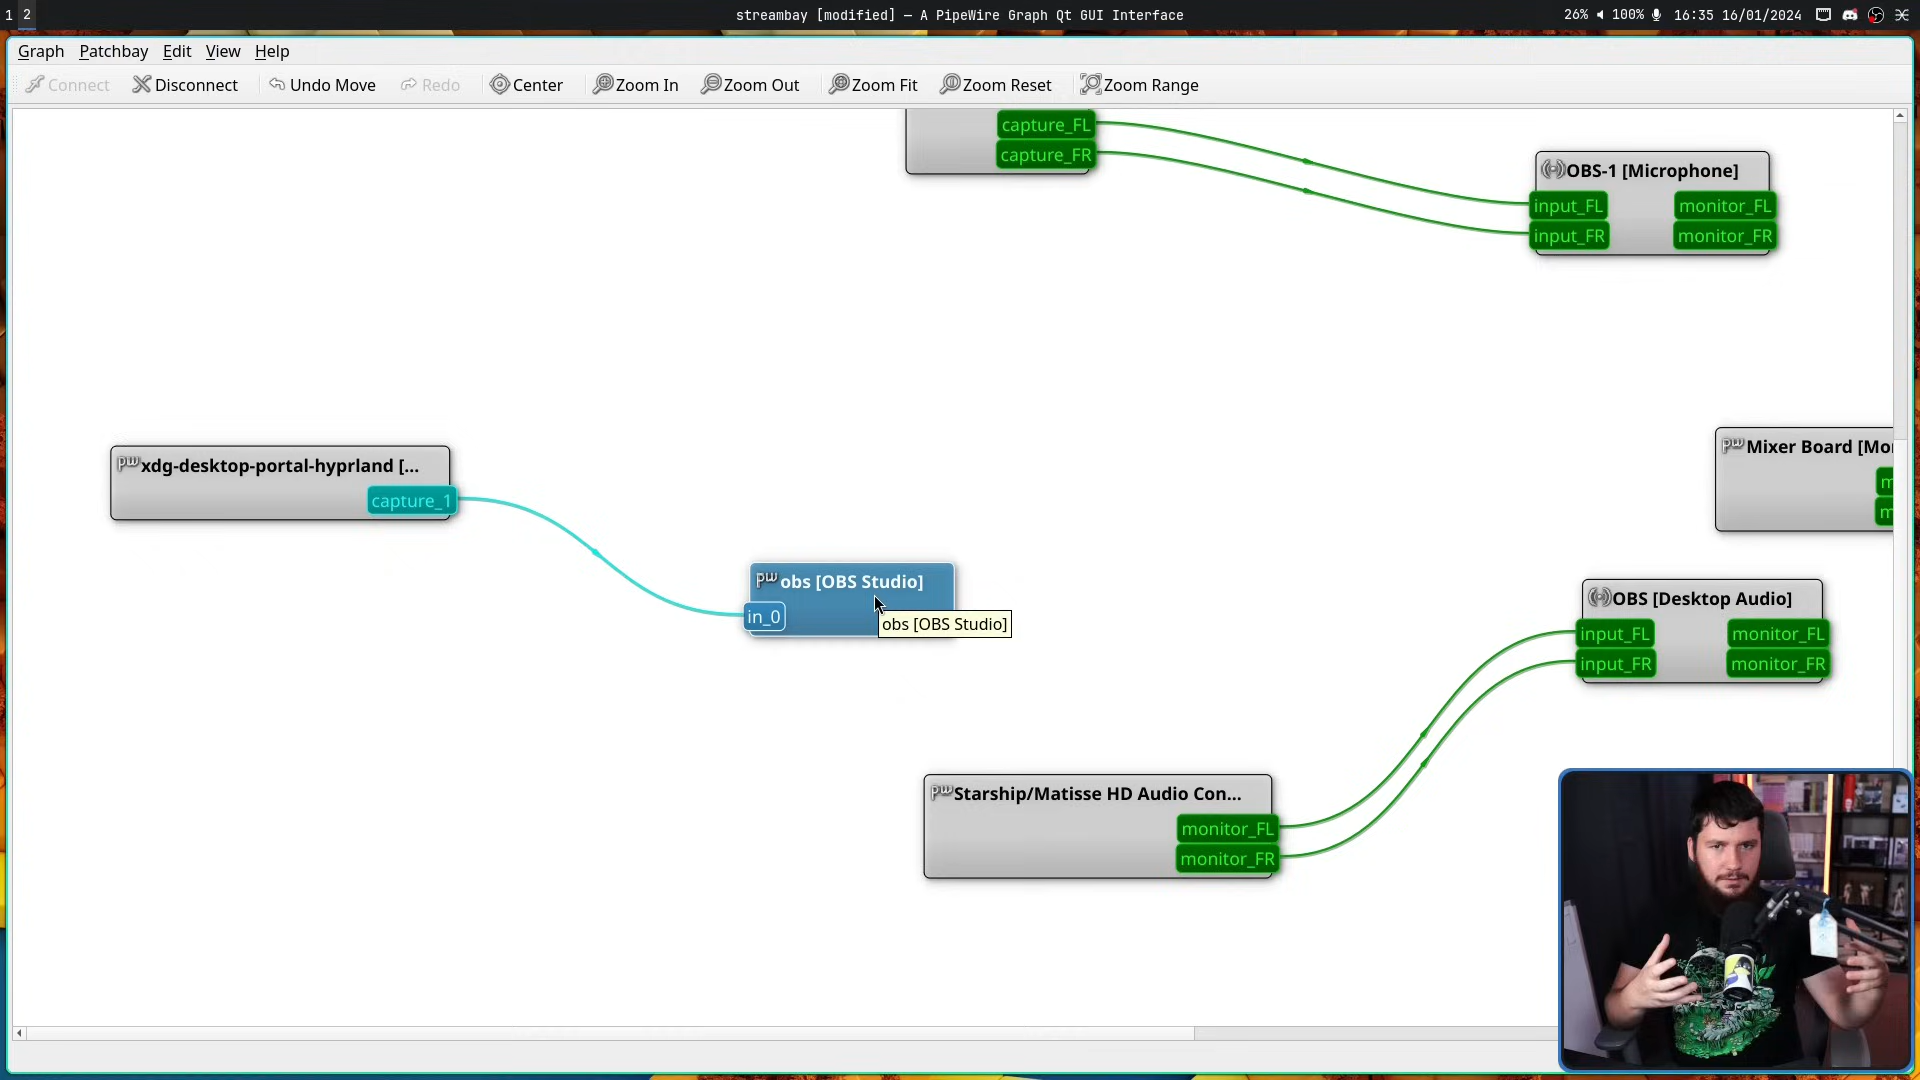 1 2 streambay [modified] — A PipeWire Graph Qt GUI Interface 26% 100% 16:35 16/01/2024
Graph Patchbay Edit View Help
Connect Disconnect Undo Move Redo Center Zoom In Zoom Out Zoom Fit Zoom Reset Zoom Range
capture_FL
capture_FR
OBS-1 [Microphone]
input_FL monitor_FL
input_FR monitor_FR
xdg-desktop-portal-hyprland [...
capture_1
pw Mixer Board [Mo
m
m
pw obs [OBS Studio]
in_0
obs [OBS Studio]
OBS [Desktop Audio]
input_FL monitor_FL
input_FR monitor_FR
pw Starship/Matisse HD Audio Con...
monitor_FL
monitor_FR